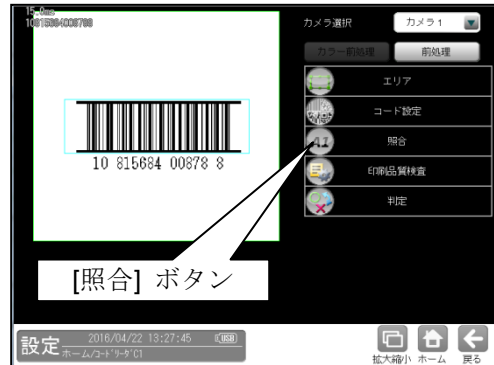 15.0ms
10815684008788
カメラ選択
カメラ1
カラー前処理
前処理
エリア
コード設定
照合
印刷品質検査
判定
10 815684 00878 8
[照合] ボタン
設定
2016/04/22 13:27:45
USB
ホーム/コードリーダC1
拡大縮小
ホーム
戻る